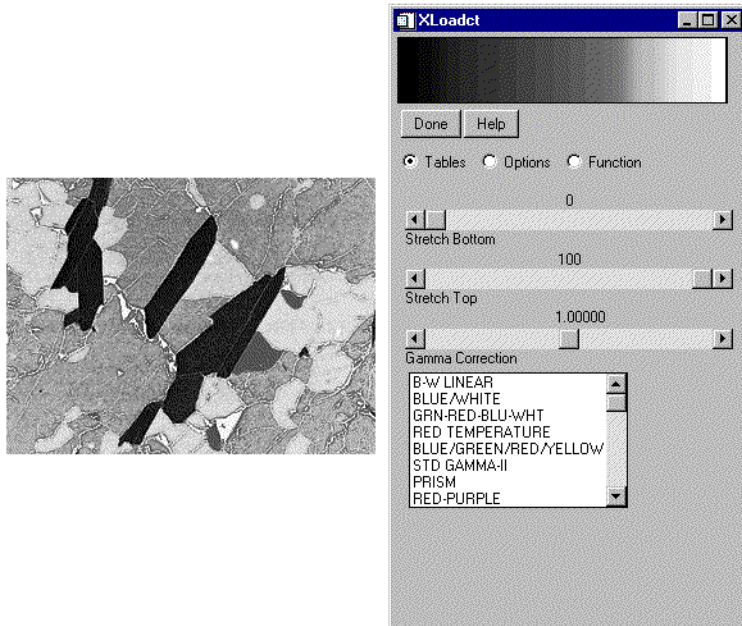 XLoadct
Done Help
Tables Options Function
0
Stretch Bottom
100
Stretch Top
1.00000
Gamma Correction
B-W LINEAR
BLUE/WHITE
GRN-RED-BLU-WHT
RED TEMPERATURE
BLUE/GREEN/RED/YELLOW
STD GAMMA-II
PRISM
RED-PURPLE